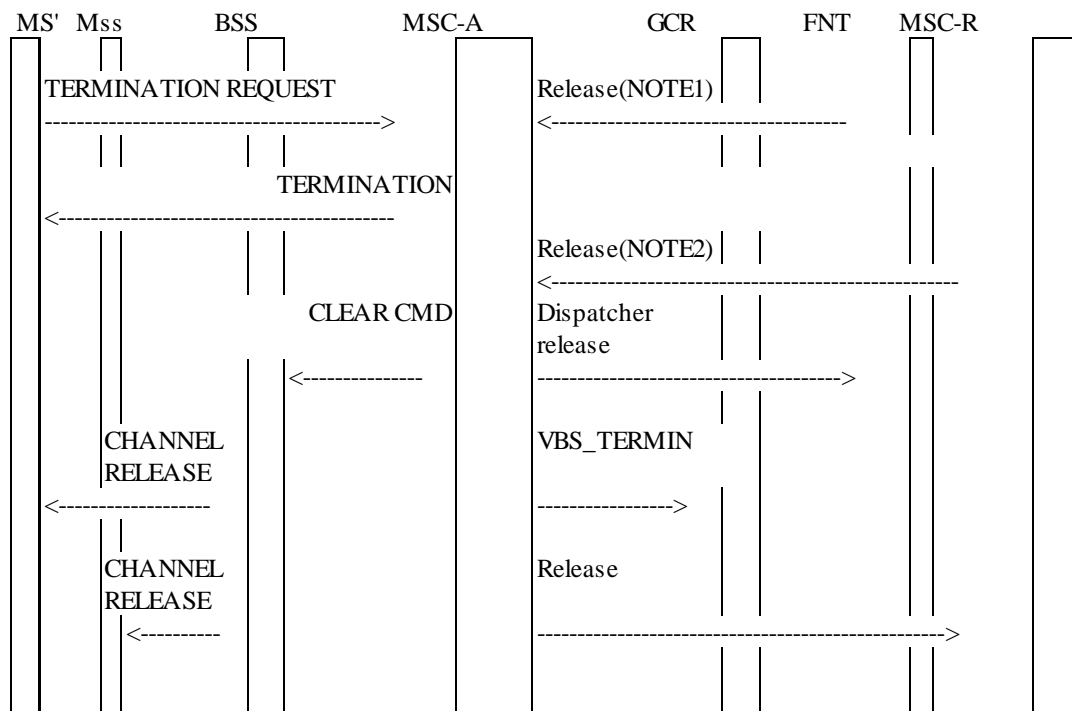 MS' Mss BSS MSC-A GCR FNT MSC-R
TERMINATION REQUEST Release(NOTE1)
--------------------------------------------> <---------------------------------------
TERMINATION
<---------------------------------------------
Release(NOTE2)
<------------------------------------------------------
CLEAR CMD Dispatcher
release
<--------------- ---------------------------------------->
CHANNEL VBS_TERMIN
RELEASE
<-------------------- ----------------->
CHANNEL Release
RELEASE
<---------- ------------------------------------------------------>